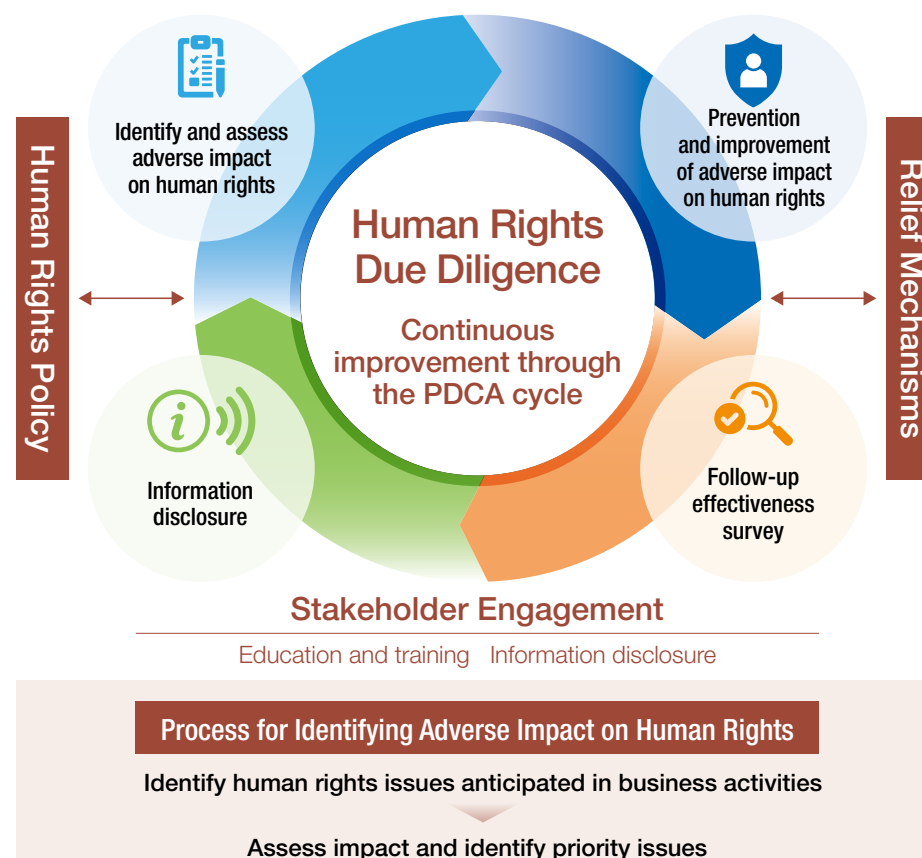 Identify and assess
adverse impact
on human rights
Prevention
and improvement
of adverse impact
on human rights
Human Rights Policy
Human Rights
Due Diligence
Continuous
improvement through
the PDCA cycle
Relief Mechanisms
Information
disclosure
Follow-up
effectiveness
survey
Stakeholder Engagement
Education and training Information disclosure
Process for Identifying Adverse Impact on Human Rights
Identify human rights issues anticipated in business activities
Assess impact and identify priority issues